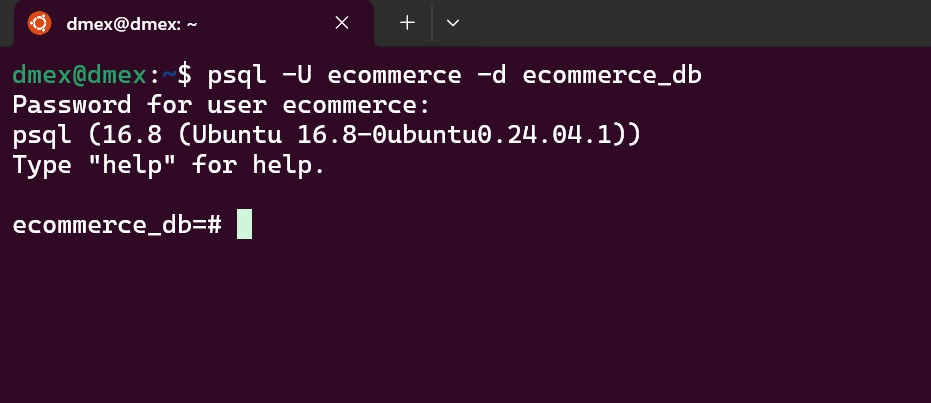 dmex@dmex: ~
dmex@dmex:~$ psql -U ecommerce -d ecommerce_db
Password for user ecommerce:
psql (16.8 (Ubuntu 16.8-0ubuntu0.24.04.1))
Type "help" for help.
ecommerce_db=#